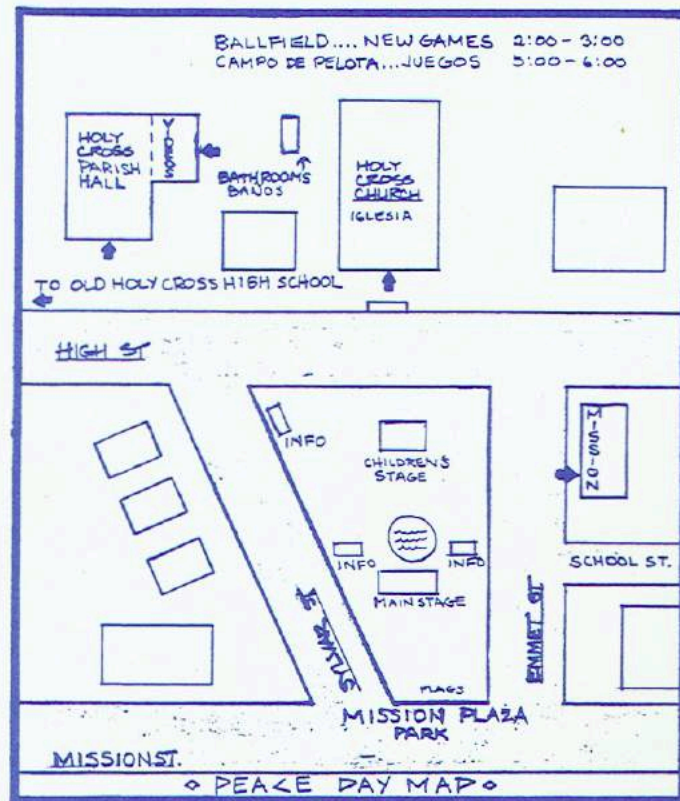 BALLFIELD.... NEW GAMES 2:00 - 3:00
CAMPO DE PELOTA...JUEGOS 5:00 - 6:00
HOLY
CROSS
PARISH
HALL
VIDEOS
BATHROOMS
BANOS
HOLY
CROSS
CHURCH
IGLESIA
TO OLD HOLY CROSS HIGH SCHOOL
HIGH ST
INFO
CHILDREN'S
STAGE
MISSION
INFO
INFO
MAIN STAGE
SCHOOL ST.
SYLVAR ST
EMMET ST
FLAGS
MISSION PLAZA
PARK
MISSION ST.
PEACE DAY MAP